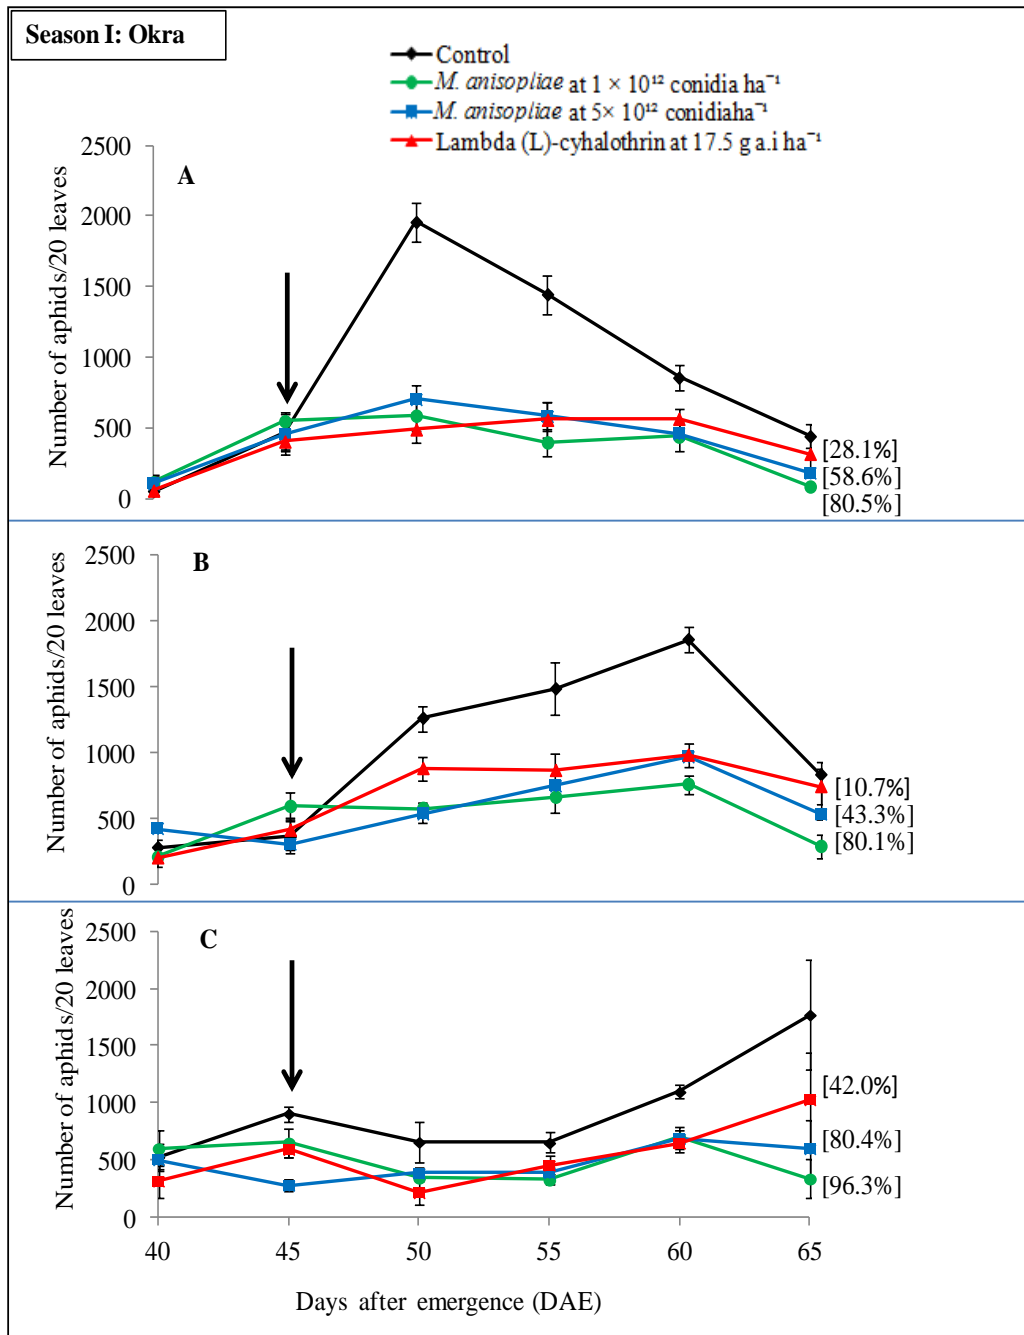 Season I: Okra
Control
M. anisopliae at 1 × 10¹² conidia ha⁻¹
M. anisopliae at 5× 10¹² conidiaha⁻¹
Lambda (L)-cyhalothrin at 17.5 g a.i ha⁻¹
A
Number of aphids/20 leaves
2500
2000
1500
1000
500
0
[28.1%]
[58.6%]
[80.5%]
B
Number of aphids/20 leaves
2500
2000
1500
1000
500
0
[10.7%]
[43.3%]
[80.1%]
C
Number of aphids/20 leaves
2500
2000
1500
1000
500
0
[42.0%]
[80.4%]
[96.3%]
40 45 50 55 60 65
Days after emergence (DAE)